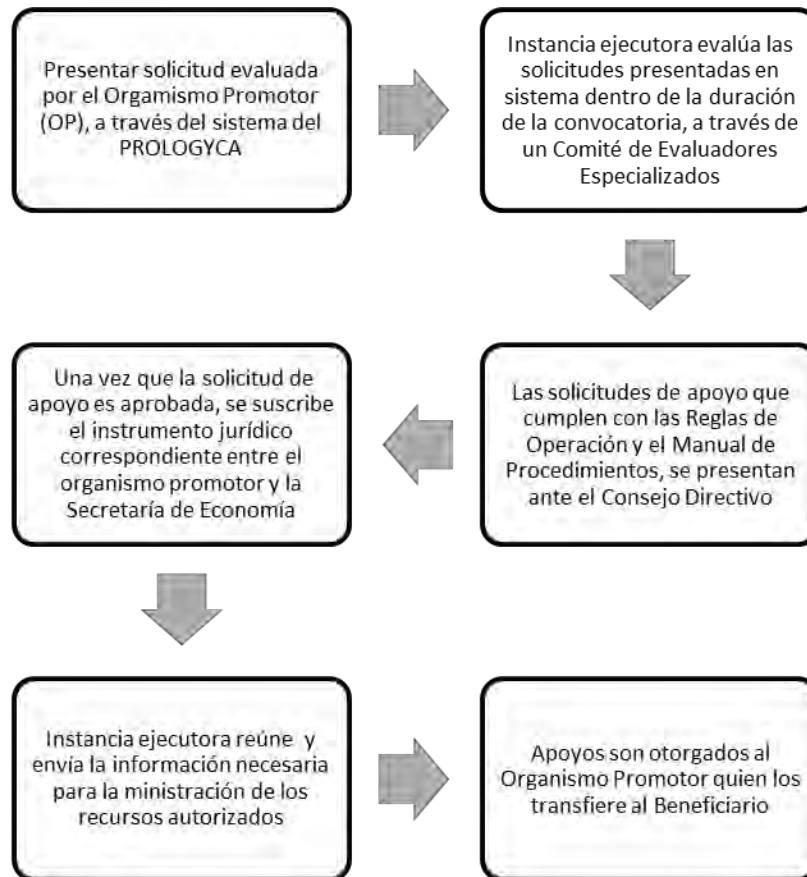 Presentar solicitud evaluada
por el Orgamismo Promotor
(OP), a través del sistema del
PROLOGYCA
Instancia ejecutora evalúa las
solicitudes presentadas en
sistema dentro de la duración
de la convocatoria, a través de
un Comité de Evaluadores
Especializados
Las solicitudes de apoyo que
cumplen con las Reglas de
Operación y el Manual de
Procedimientos, se presentan
ante el Consejo Directivo
Una vez que la solicitud de
apoyo es aprobada, se suscribe
el instrumento jurídico
correspondiente entre el
organismo promotor y la
Secretaría de Economía
Instancia ejecutora reúne y
envía la información necesaria
para la ministración de los
recursos autorizados
Apoyos son otorgados al
Organismo Promotor quien los
transfiere al Beneficiario